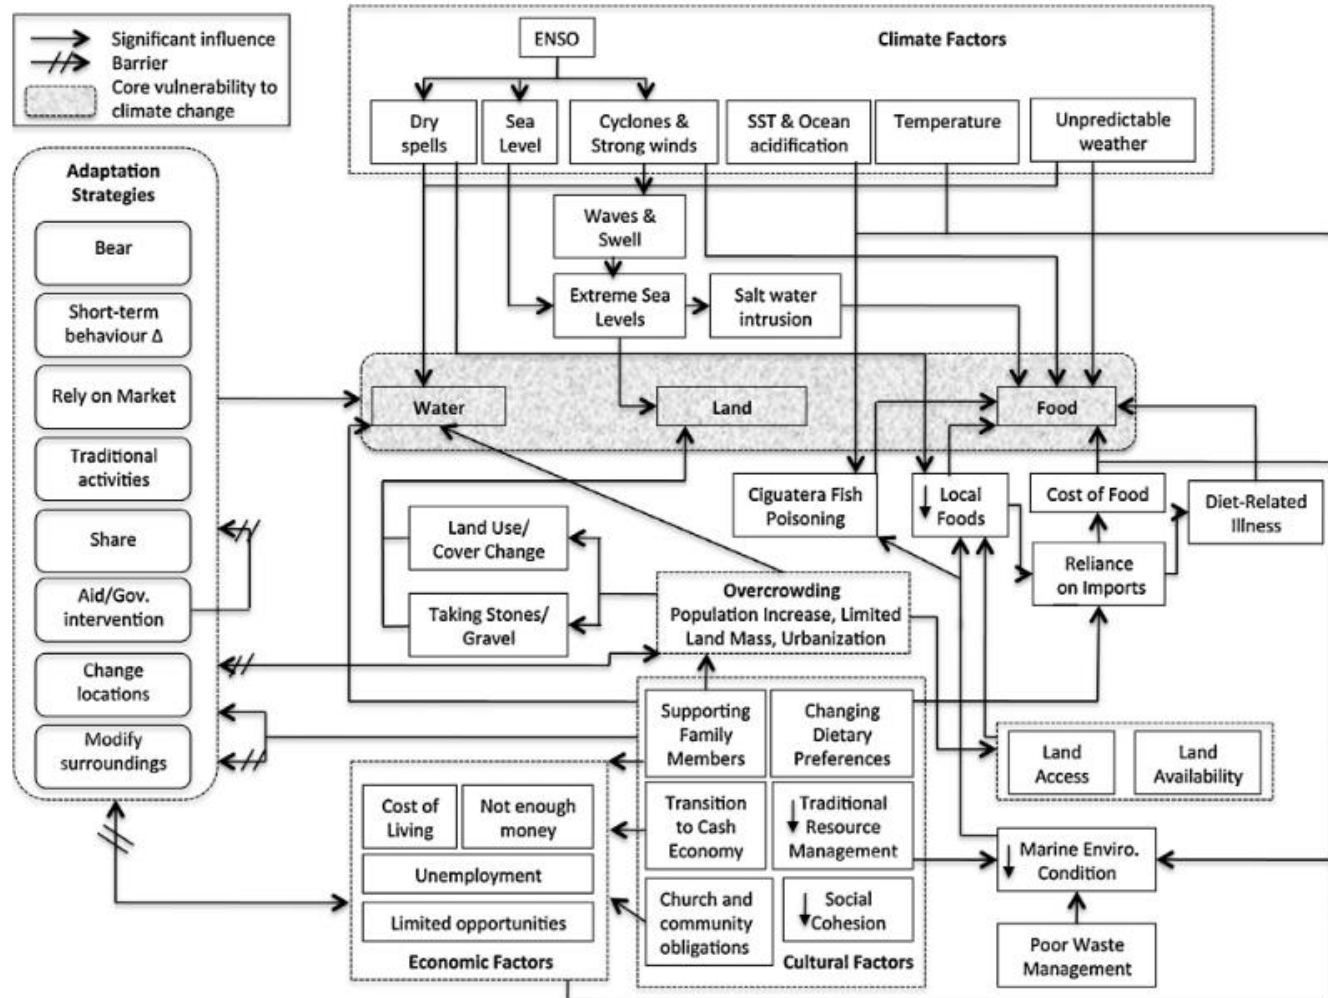 Significant influence
Barrier
Core vulnerability to
climate change
ENSO
Climate Factors
Dry
spells
Sea
Level
Cyclones &
Strong winds
SST & Ocean
acidification
Temperature
Unpredictable
weather
Waves &
Swell
Extreme Sea
Levels
Salt water
intrusion
Adaptation
Strategies
Bear
Short-term
behaviour Δ
Rely on Market
Traditional
activities
Share
Aid/Gov.
intervention
Change
locations
Modify
surroundings
Water
Land
Food
Ciguatera Fish
Poisoning
Local
Foods
Cost of Food
Diet-Related
Illness
Reliance
on Imports
Land Use/
Cover Change
Taking Stones/
Gravel
Overcrowding
Population Increase, Limited
Land Mass, Urbanization
Supporting
Family
Members
Changing
Dietary
Preferences
Transition
to Cash
Economy
Traditional
Resource
Management
Church and
community
obligations
Social
Cohesion
Cultural Factors
Cost of
Living
Not enough
money
Unemployment
Limited opportunities
Economic Factors
Land
Access
Land
Availability
Marine Enviro.
Condition
Poor Waste
Management